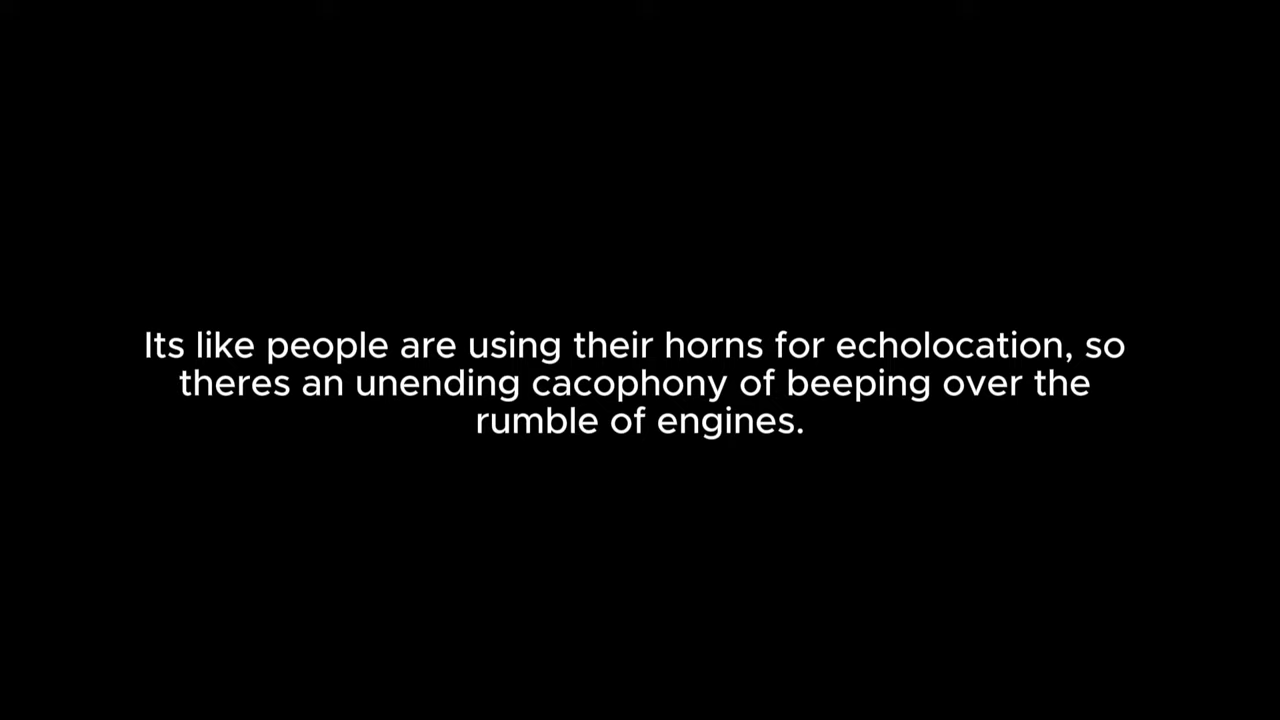 Its like people are using their horns for echolocation, so
theres an unending cacophony of beeping over the
rumble of engines.